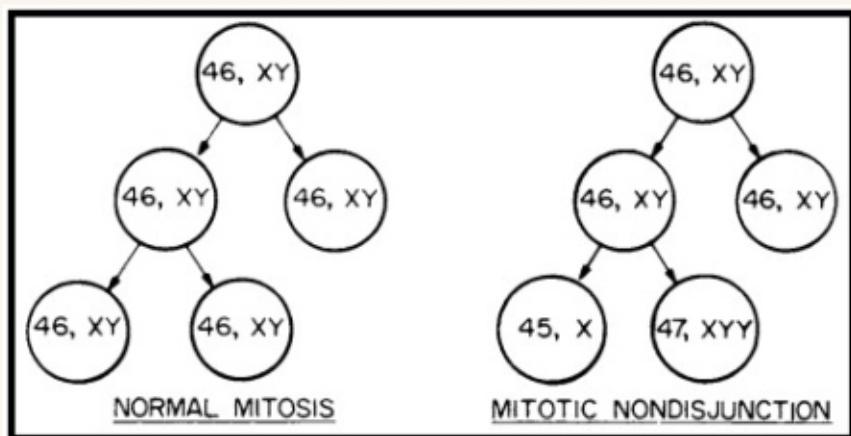 46, XY 46, XY
46, XY 46, XY 46, XY 46, XY
46, XY 46, XY 45, X 47, XYY
NORMAL MITOSIS MITOTIC NONDISJUNCTION